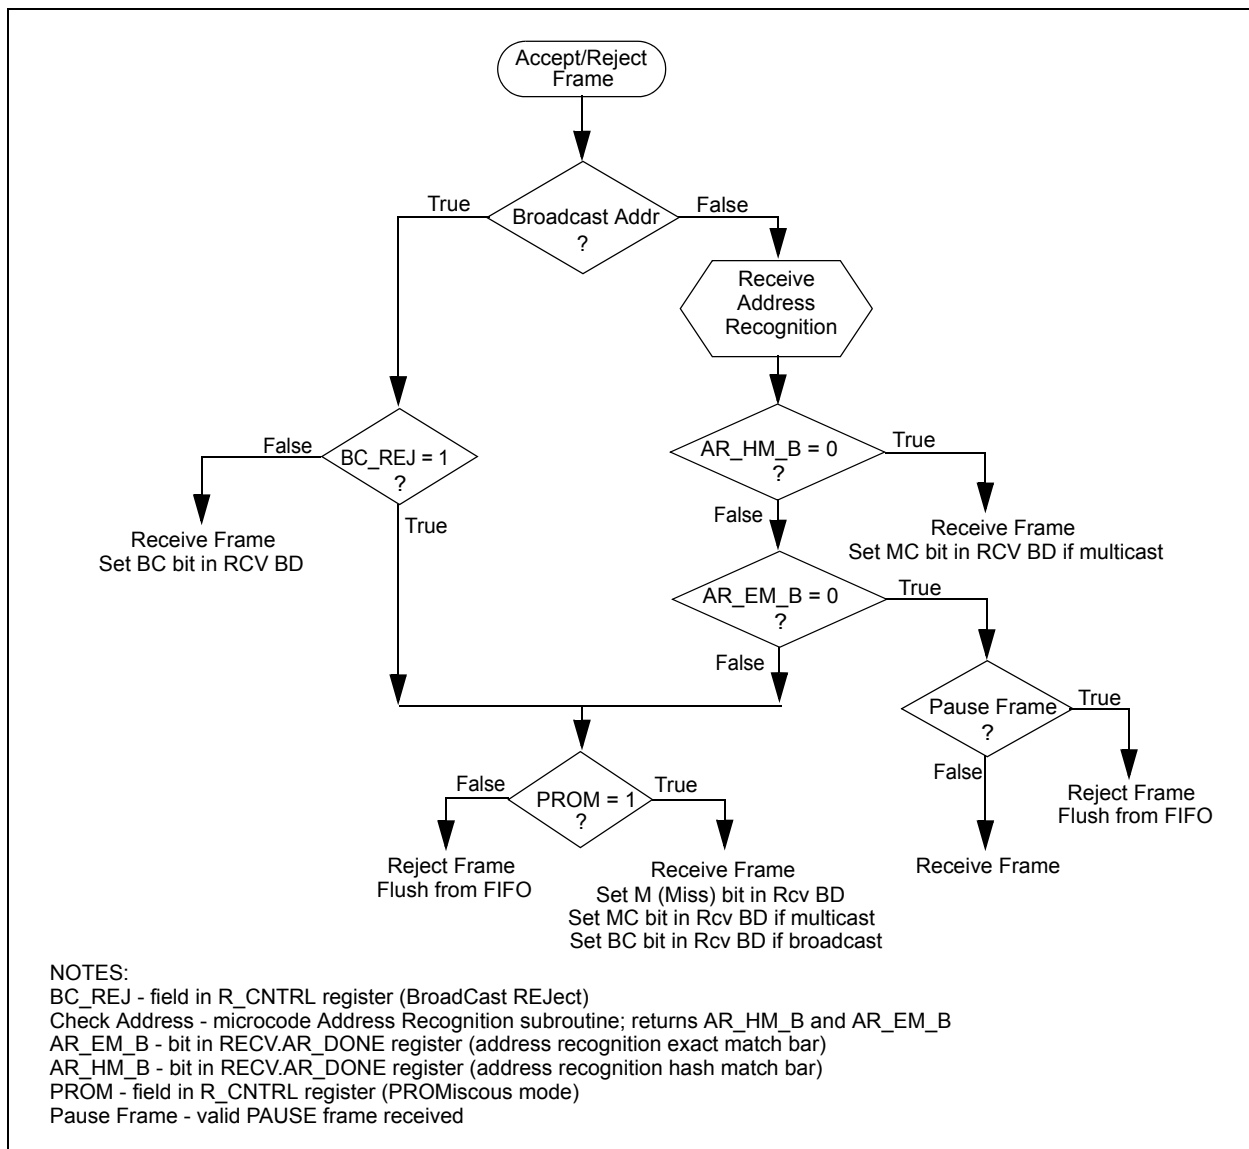 Accept/Reject
Frame
True
Broadcast Addr
?
False
Receive
Address
Recognition
False
BC_REJ = 1
?
True
AR_HM_B = 0
?
True
False
Receive Frame
Set BC bit in RCV BD
Receive Frame
Set MC bit in RCV BD if multicast
AR_EM_B = 0
?
True
False
Pause Frame
?
True
False
False
PROM = 1
?
True
Reject Frame
Flush from FIFO
Receive Frame
Reject Frame
Flush from FIFO
Receive Frame
Set M (Miss) bit in Rcv BD
Set MC bit in Rcv BD if multicast
Set BC bit in Rcv BD if broadcast
NOTES:
BC_REJ - field in R_CNTRL register (BroadCast REJect)
Check Address - microcode Address Recognition subroutine; returns AR_HM_B and AR_EM_B
AR_EM_B - bit in RECV.AR_DONE register (address recognition exact match bar)
AR_HM_B - bit in RECV.AR_DONE register (address recognition hash match bar)
PROM - field in R_CNTRL register (PROMiscous mode)
Pause Frame - valid PAUSE frame received